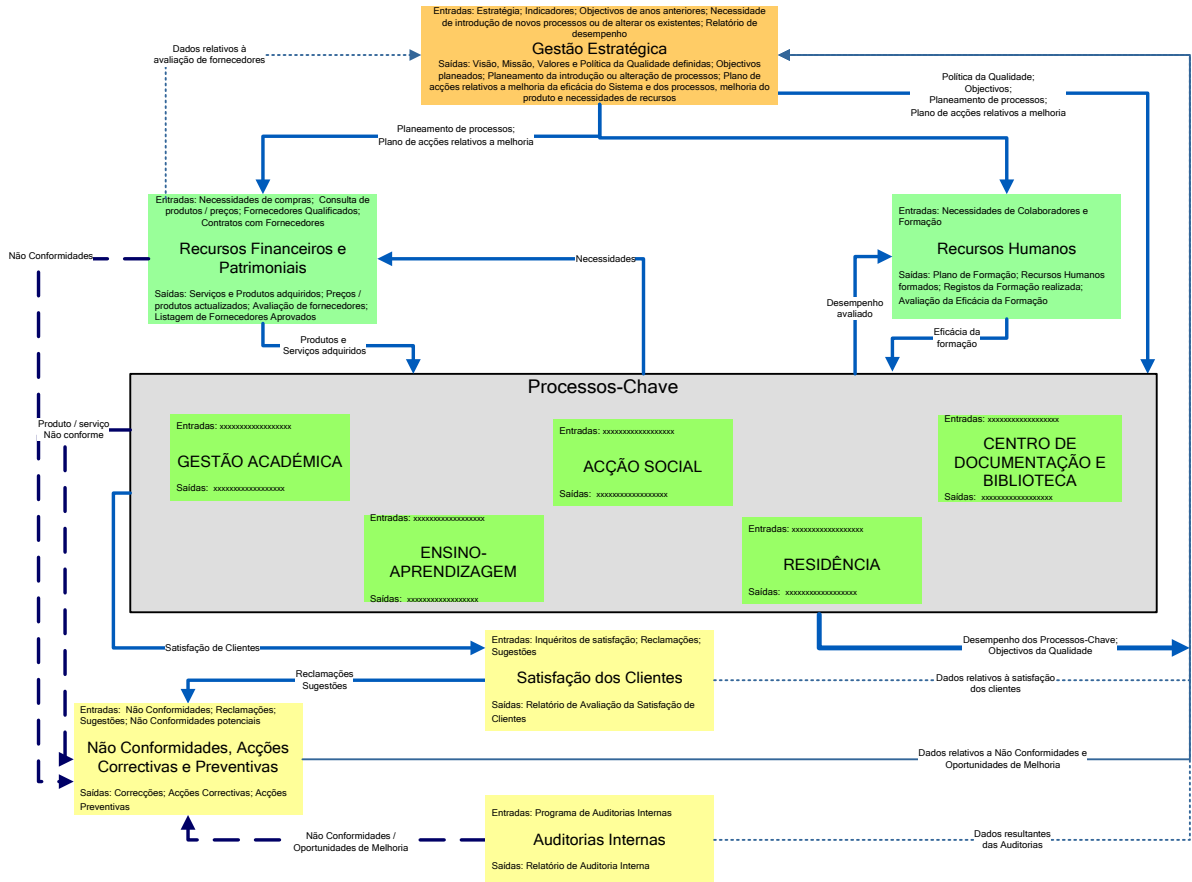 Entradas: Estratégia; Indicadores; Objectivos de anos anteriores; Necessidade
de introdução de novos processos ou de alterar os existentes; Relatório de
desempenho
Gestão Estratégica
Saídas: Visão, Missão, Valores e Política da Qualidade definidas; Objectivos
planeados; Planeamento da introdução ou alteração de processos; Plano de
acções relativos a melhoria da eficácia do Sistema e dos processos, melhoria do
produto e necessidades de recursos
Dados relativos à
avaliação de fornecedores
Política da Qualidade;
Objectivos;
Planeamento de processos;
Plano de acções relativos a melhoria
Planeamento de processos;
Plano de acções relativos a melhoria
Entradas: Necessidades de compras;  Consulta de
produtos / preços; Fornecedores Qualificados;
Contratos com Fornecedores
Recursos Financeiros e
Patrimoniais
Saídas: Serviços e Produtos adquiridos; Preços /
produtos actualizados; Avaliação de fornecedores;
Listagem de Fornecedores Aprovados
Não Conformidades
Necessidades
Entradas: Necessidades de Colaboradores e
Formação
Recursos Humanos
Saídas: Plano de Formação; Recursos Humanos
formados; Registos da Formação realizada;
Avaliação da Eficácia da Formação
Desempenho
avaliado
Produtos e
Serviços adquiridos
Eficácia da
formação
Processos-Chave
Produto / serviço
Não conforme
Entradas: xxxxxxxxxxxxxxxxxx
GESTÃO ACADÉMICA
Saídas:  xxxxxxxxxxxxxxxxxx
Entradas: xxxxxxxxxxxxxxxxxx
ACÇÃO SOCIAL
Saídas:  xxxxxxxxxxxxxxxxxx
Entradas: xxxxxxxxxxxxxxxxxx
CENTRO DE
DOCUMENTAÇÃO E
BIBLIOTECA
Saídas:  xxxxxxxxxxxxxxxxxx
Entradas: xxxxxxxxxxxxxxxxxx
ENSINO-
APRENDIZAGEM
Saídas:  xxxxxxxxxxxxxxxxxx
Entradas: xxxxxxxxxxxxxxxxxx
RESIDÊNCIA
Saídas:  xxxxxxxxxxxxxxxxxx
Satisfação de Clientes
Entradas: Inquéritos de satisfação; Reclamações;
Sugestões
Satisfação dos Clientes
Saídas: Relatório de Avaliação da Satisfação de
Clientes
Desempenho dos Processos-Chave;
Objectivos da Qualidade
Reclamações
Sugestões
Dados relativos à satisfação
dos clientes
Entradas:  Não Conformidades; Reclamações;
Sugestões; Não Conformidades potenciais
Não Conformidades, Acções
Correctivas e Preventivas
Saídas: Correcções; Acções Correctivas; Acções
Preventivas
Dados relativos a Não Conformidades e
Oportunidades de Melhoria
Não Conformidades /
Oportunidades de Melhoria
Entradas: Programa de Auditorias Internas
Auditorias Internas
Saídas: Relatório de Auditoria Interna
Dados resultantes
das Auditorias